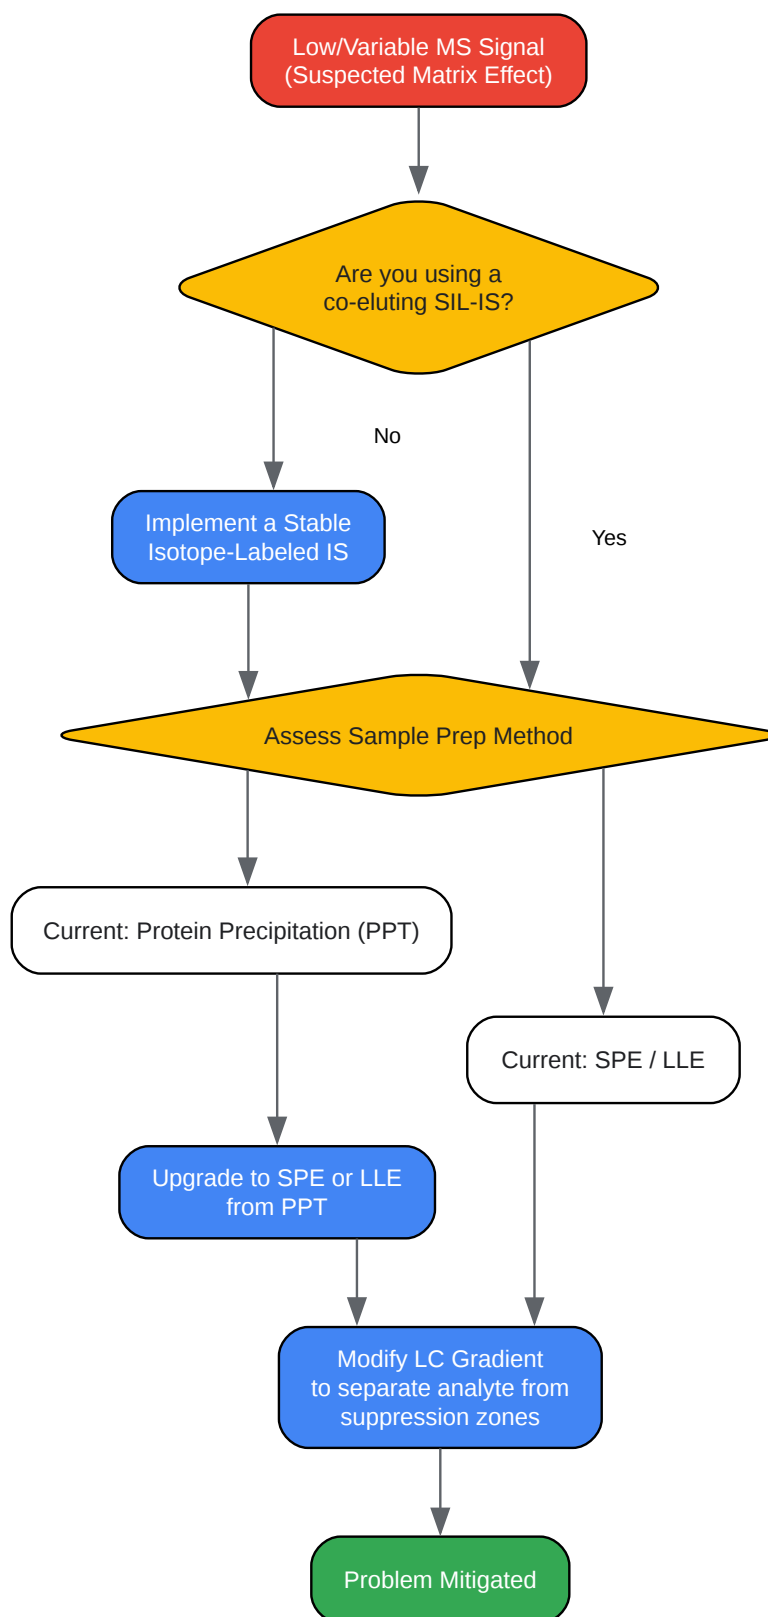 Low/Variable MS Signal
(Suspected Matrix Effect)
Are you using a
co-eluting SIL-IS?
No
Implement a Stable
Isotope-Labeled IS
Yes
Assess Sample Prep Method
Current: Protein Precipitation (PPT)
Current: SPE / LLE
Upgrade to SPE or LLE
from PPT
Modify LC Gradient
to separate analyte from
suppression zones
Problem Mitigated